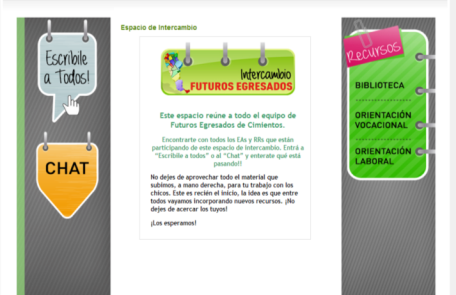 Espacio de Intercambio
Escribile
a Todos!
CHAT
Intercambio
FUTUROS EGRESADOS
Este espacio reúne a todo el equipo de
Futuros Egresados de Cimientos.
Encontrarte con todos los EAs y RRs que están
participando de este espacio de intercambio. Entrá a
"Escribile a todos" o al "Chat" y enterate qué está
pasando!!
No dejes de aprovechar todo el material que
subimos, a mano derecha, para tu trabajo con los
chicos. Este es recién el inicio, la idea es que entre
todos vayamos incorporando nuevos recursos. ¡No
dejes de acercar los tuyos!
¡Los esperamos!
Recursos
BIBLIOTECA
ORIENTACIÓN
VOCACIONAL
ORIENTACIÓN
LABORAL